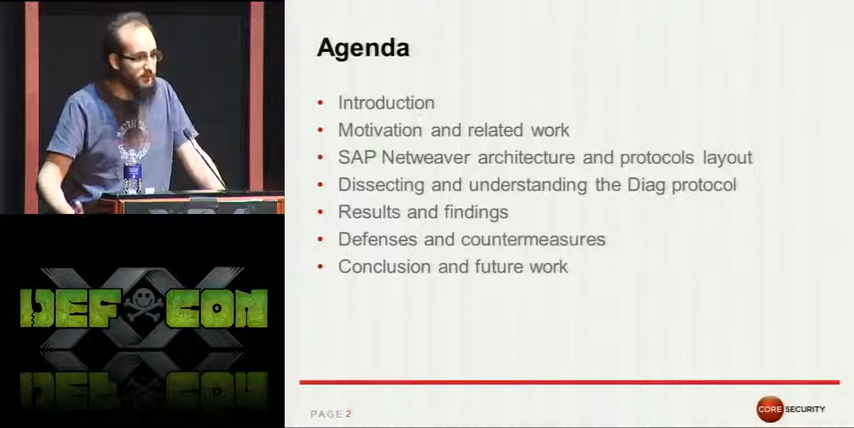 Agenda
• Introduction
• Motivation and related work
• SAP Netweaver architecture and protocols layout
• Dissecting and understanding the Diag protocol
• Results and findings
• Defenses and countermeasures
• Conclusion and future work
DEF CON
XX
PAGE 2
CORE SECURITY